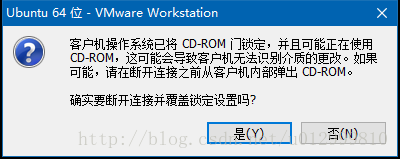 Ubuntu 64 位 - VMware Workstation
客户机操作系统已将 CD-ROM 门锁定，并且可能正在使用
CD-ROM，这可能会导致客户机无法识别介质的更改。如果
可能，请在断开连接之前从客户机内部弹出 CD-ROM。
确实要断开连接并覆盖锁定设置吗?
是(Y)
否(N)